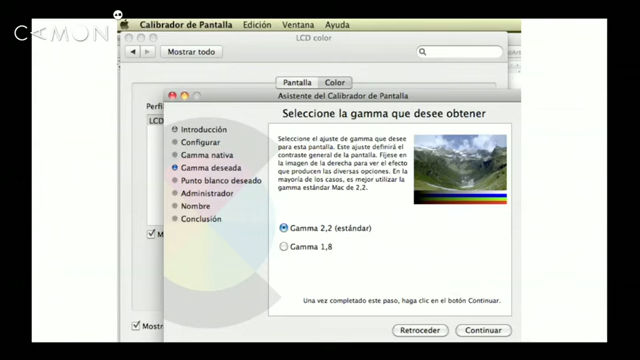 CAMON
Calibrador de Pantalla Edición Ventana Ayuda
LCD color
Mostrar todo
Pantalla Color
Asistente del Calibrador de Pantalla
Perfi
LCD
Seleccione la gamma que desee obtener
Introducción
Configurar
Gamma nativa
Gamma deseada
Punto blanco deseado
Administrador
Nombre
Conclusión
Seleccione el ajuste de gamma que desee
para esta pantalla. Este ajuste definirá el
contraste general de la pantalla. Fíjese en
la imagen de la derecha para ver el efecto
que producen las diversas opciones. En la
mayoría de los casos, es mejor utilizar la
gamma estándar Mac de 2,2.
Gamma 2,2 (estándar)
Gamma 1,8
M
Una vez completado este paso, haga clic en el botón Continuar.
Mostr
Retroceder Continuar